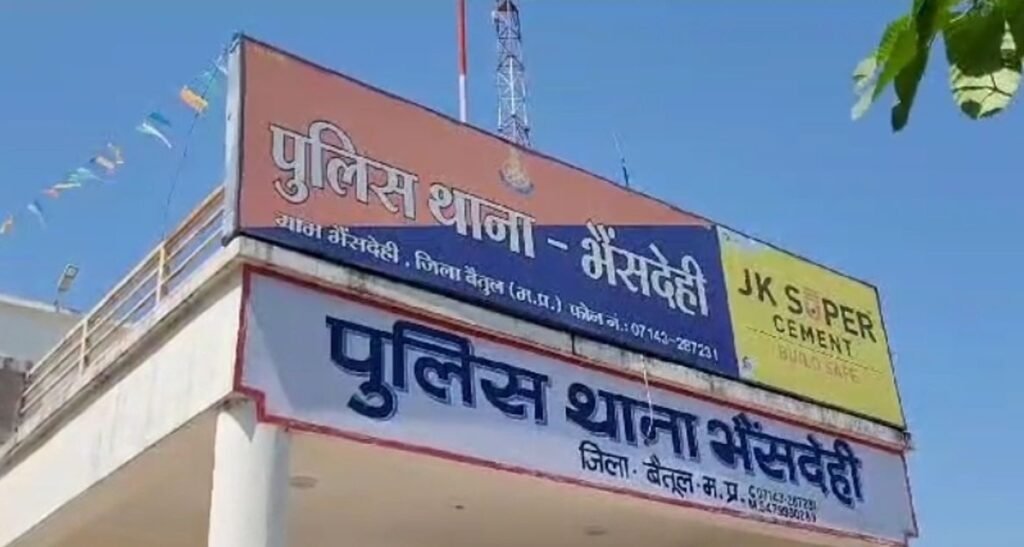 पुलिस थाना - भैंसदेही
ग्राम भैंसदेही, जिला बैतूल (म.प्र.) फोन नं.: 07143-287231
JK SUPER
CEMENT
BUILD SAFE
पुलिस थाना भैंसदेही
जिला. बैतूल. म.प्र.